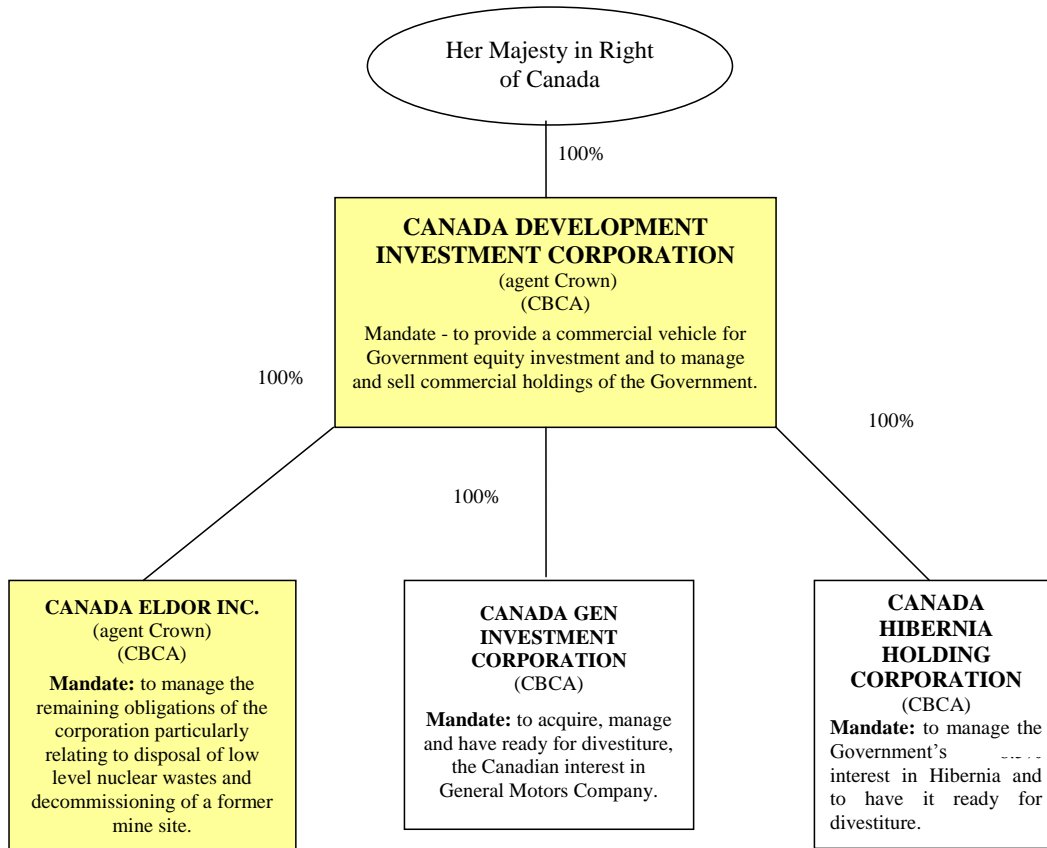 Her Majesty in Right
of Canada
100%
CANADA DEVELOPMENT
INVESTMENT CORPORATION
(agent Crown)
(CBCA)
Mandate - to provide a commercial vehicle for
Government equity investment and to manage
and sell commercial holdings of the Government.
100%
100%
100%
CANADA ELDOR INC.
(agent Crown)
(CBCA)
Mandate: to manage the
remaining obligations of the
corporation particularly
relating to disposal of low
level nuclear wastes and
decommissioning of a former
mine site.
CANADA GEN
INVESTMENT
CORPORATION
(CBCA)
Mandate: to acquire, manage
and have ready for divestiture,
the Canadian interest in
General Motors Company.
CANADA
HIBERNIA
HOLDING
CORPORATION
(CBCA)
Mandate: to manage the
Government's
interest in Hibernia and
to have it ready for
divestiture.